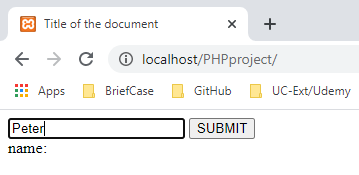 Title of the document
localhost/PHPproject/
Apps BriefCase GitHub UC-Ext/Udemy
Peter SUBMIT
name: